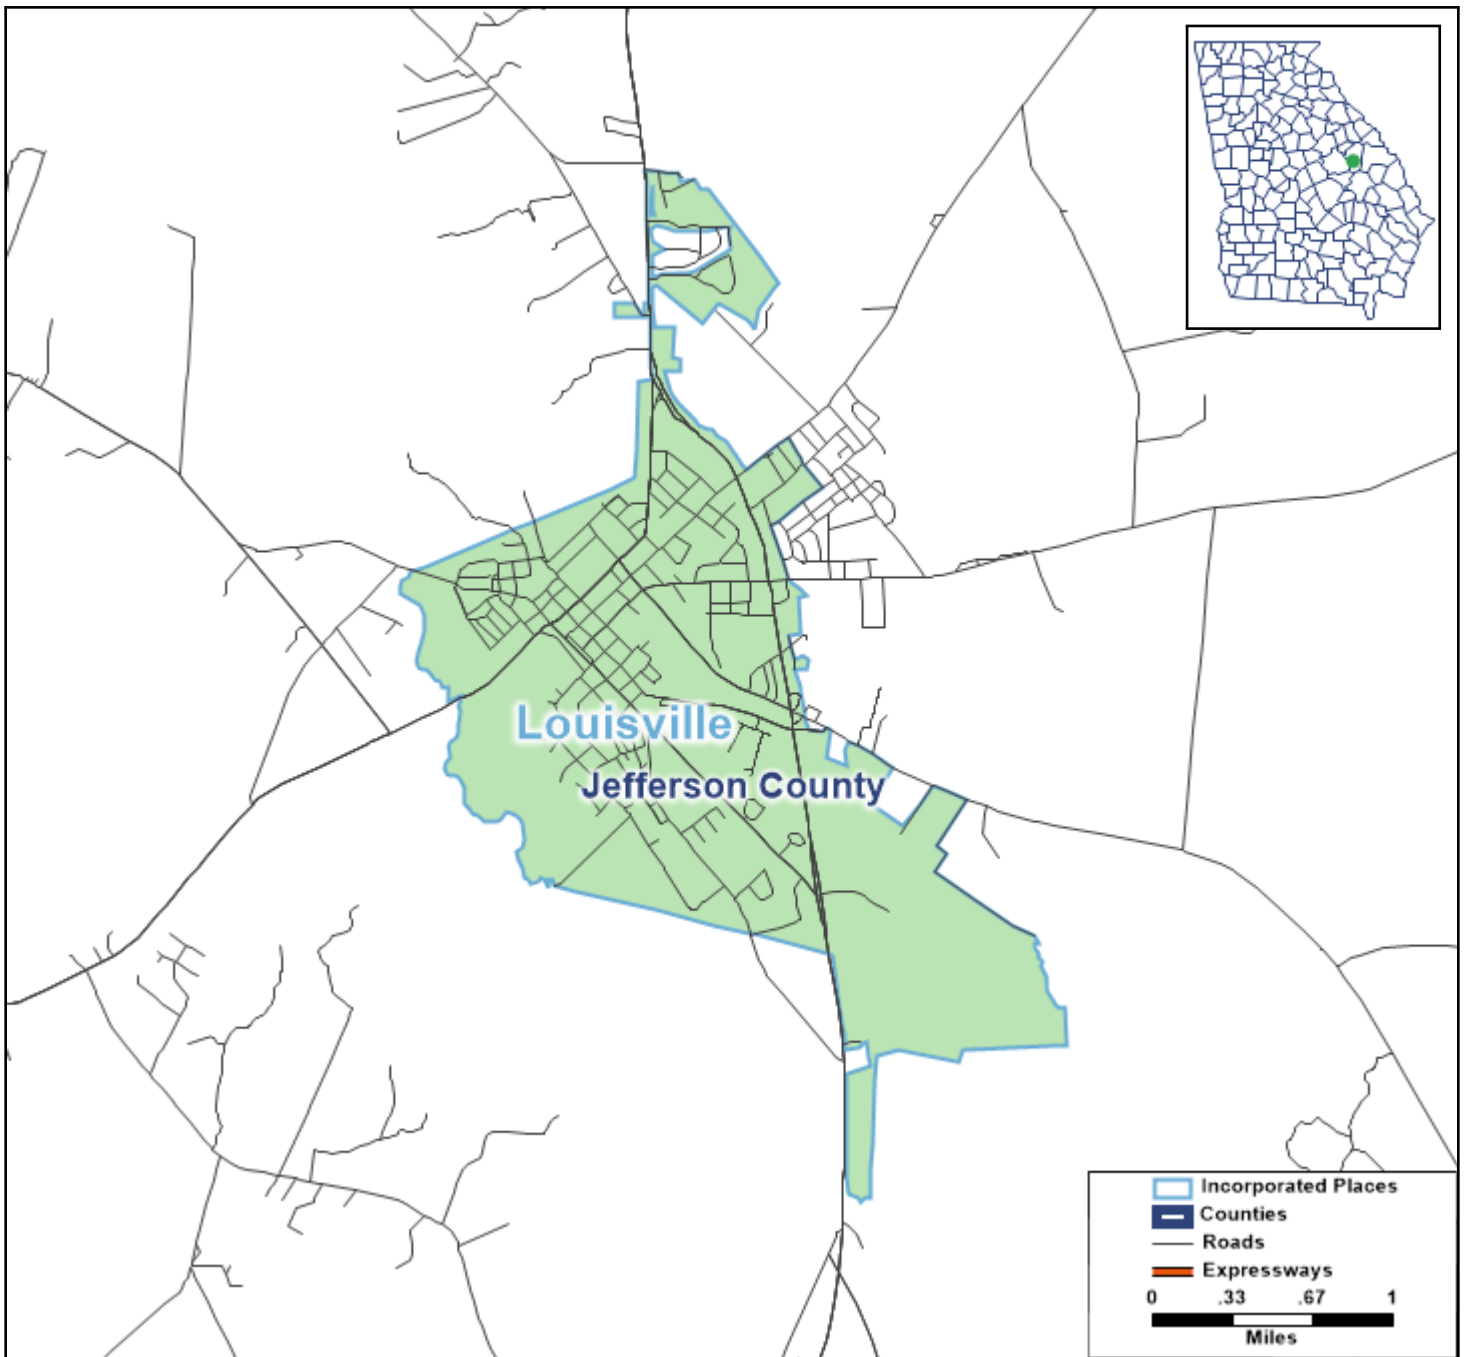 Louisville
Jefferson County
Incorporated Places
Counties
Roads
Expressways
0 .33 .67 1
Miles